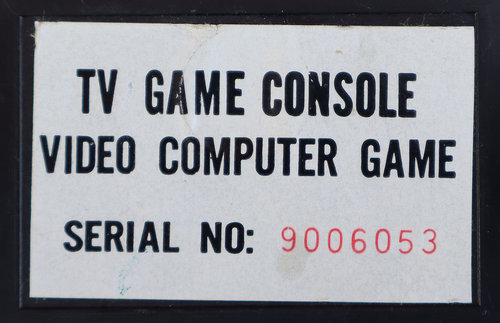 TV GAME CONSOLE
VIDEO COMPUTER GAME
SERIAL NO: 9006053